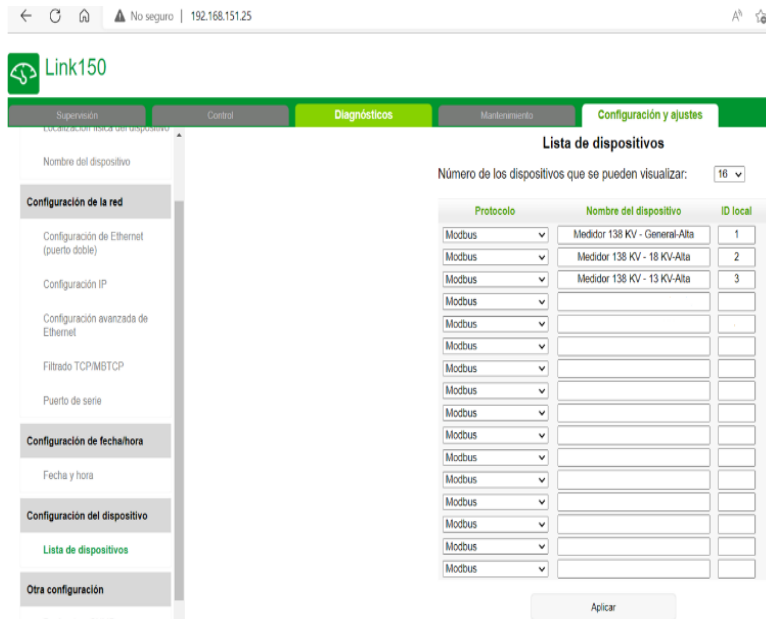 No seguro | 192.168.151.25
Link150
Supervisión
Control
Diagnósticos
Mantenimiento
Configuración y ajustes
Localización física del dispositivo
Nombre del dispositivo
Configuración de la red
Configuración de Ethernet
(puerto doble)
Configuración IP
Configuración avanzada de
Ethernet
Filtrado TCP/MBTCP
Puerto de serie
Configuración de fecha/hora
Fecha y hora
Configuración del dispositivo
Lista de dispositivos
Otra configuración
Lista de dispositivos
Número de los dispositivos que se pueden visualizar: 16
Protocolo Nombre del dispositivo ID local
Modbus Medidor 138 KV - General-Alta 1
Modbus Medidor 138 KV - 18 KV-Alta 2
Modbus Medidor 138 KV - 13 KV-Alta 3
Modbus
Modbus
Modbus
Modbus
Modbus
Modbus
Modbus
Modbus
Modbus
Modbus
Modbus
Modbus
Modbus
Aplicar